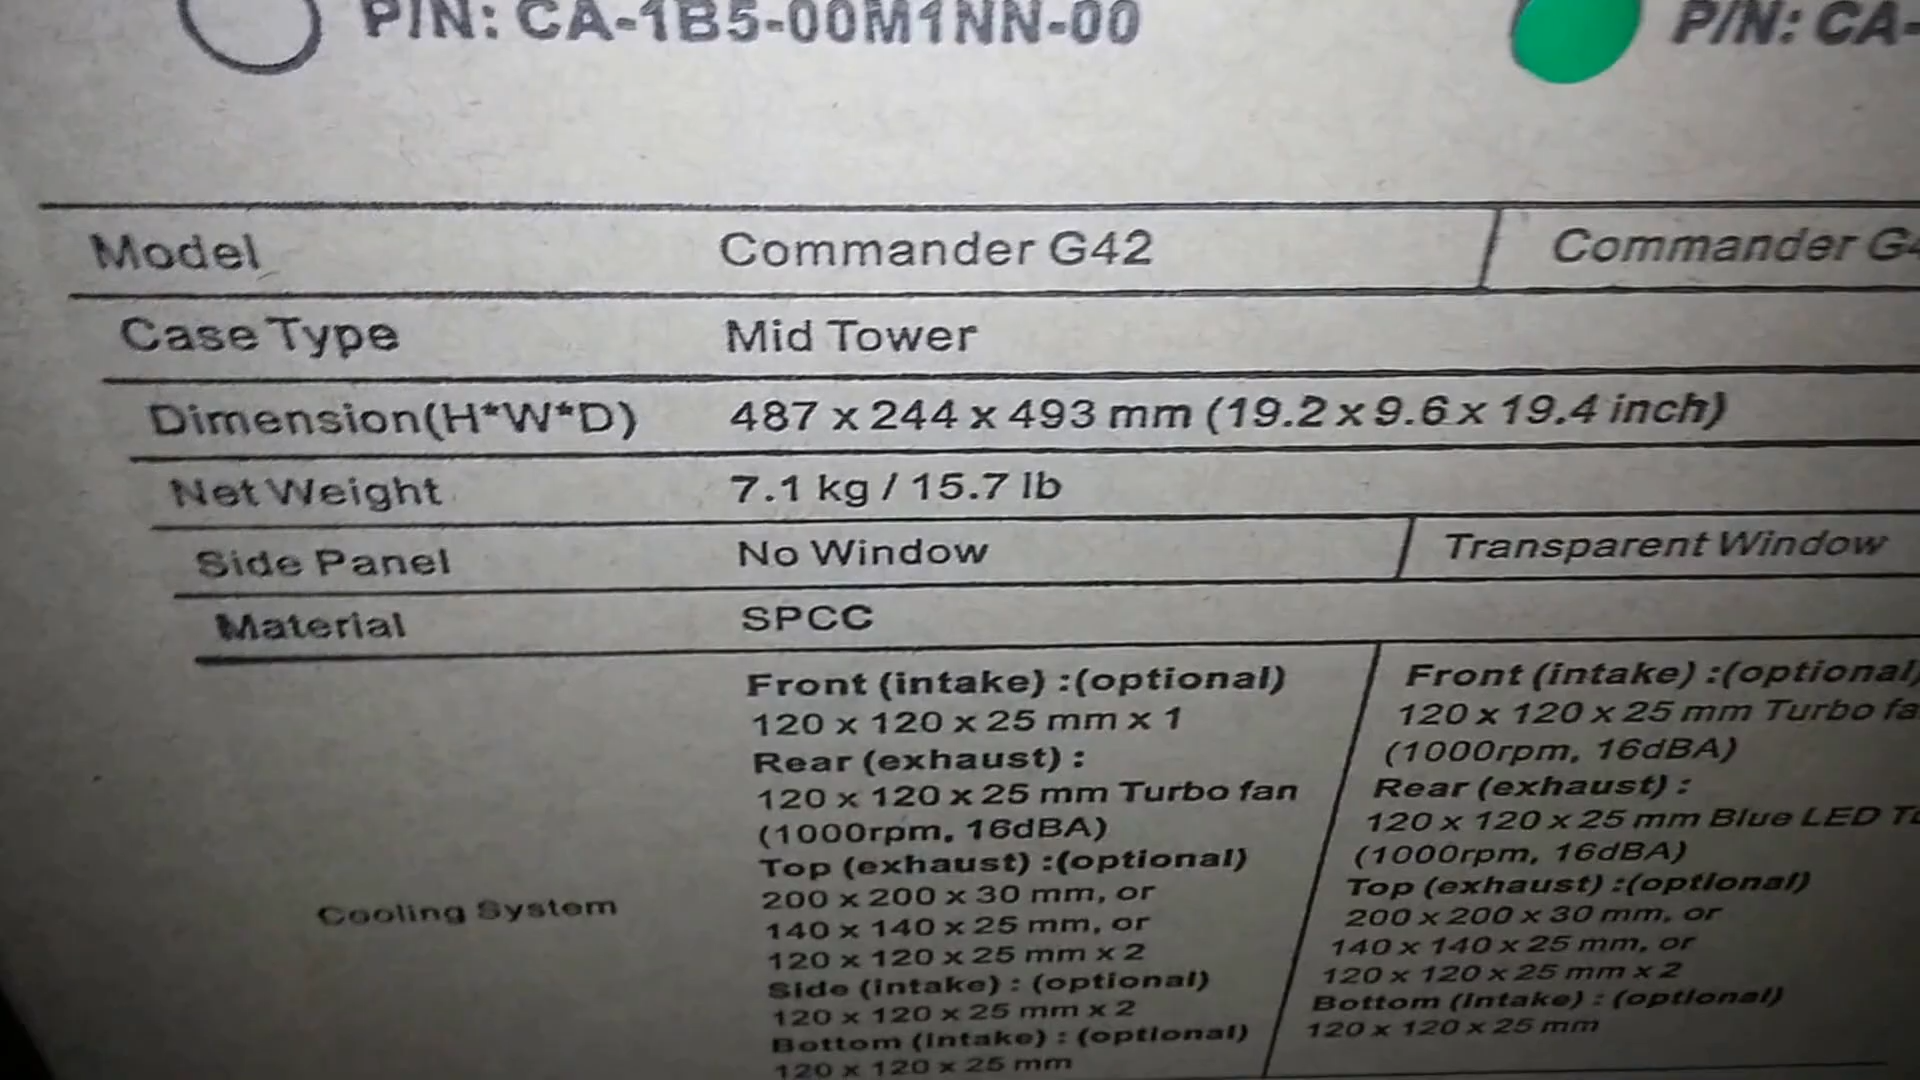 P/N: CA-1B5-00M1NN-00 P/N: CA-
Model Commander G42 Commander G4
Case Type Mid Tower
Dimension(H*W*D) 487 x 244 x 493 mm (19.2 x 9.6 x 19.4 inch)
Net Weight 7.1 kg / 15.7 lb
Side Panel No Window Transparent Window
Material SPCC
Cooling System
Front (intake) :(optional)
120 x 120 x 25 mm x 1
Rear (exhaust) :
120 x 120 x 25 mm Turbo fan
(1000rpm, 16dBA)
Top (exhaust) :(optional)
200 x 200 x 30 mm, or
140 x 140 x 25 mm, or
120 x 120 x 25 mm x 2
Side (intake) : (optional)
120 x 120 x 25 mm x 2
Bottom (intake) : (optional)
120 x 120 x 25 mm
Front (intake) :(optional)
120 x 120 x 25 mm Turbo fa
(1000rpm, 16dBA)
Rear (exhaust) :
120 x 120 x 25 mm Blue LED Tu
(1000rpm, 16dBA)
Top (exhaust) :(optional)
200 x 200 x 30 mm, or
140 x 140 x 25 mm, or
120 x 120 x 25 mm x 2
Bottom (intake) : (optional)
120 x 120 x 25 mm